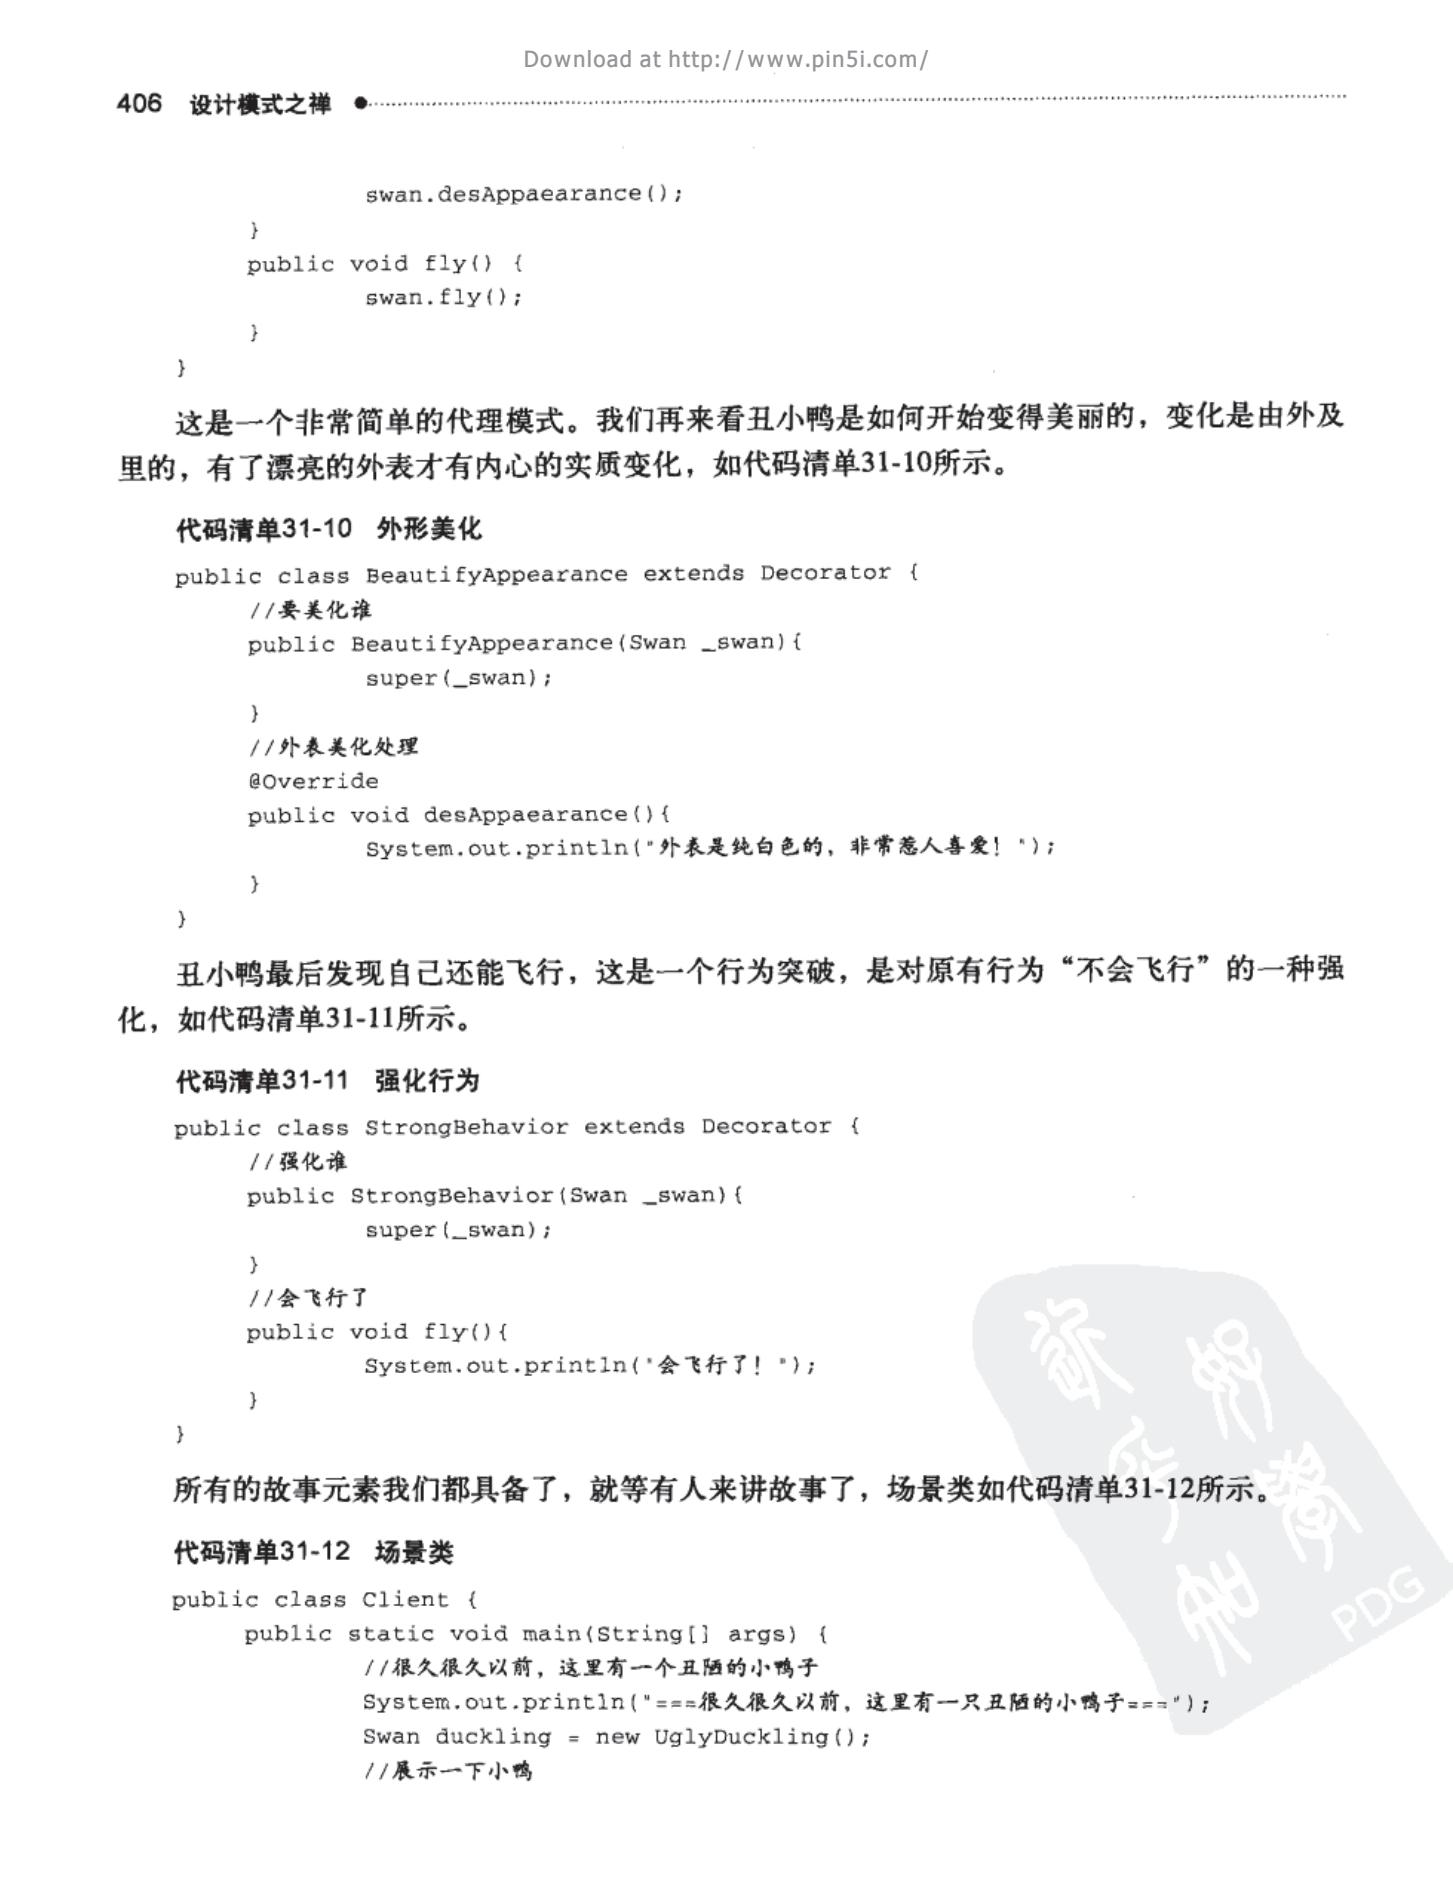 Download at http://www.pin5i.com/
406 设计模式之禅
swan.desAppaearance();
}
public void fly() {
swan.fly();
}
}
这是一个非常简单的代理模式。我们再来看丑小鸭是如何开始变得美丽的，变化是由外及
里的，有了漂亮的外表才有内心的实质变化，如代码清单31-10所示。
代码清单31-10 外形美化
public class BeautifyAppearance extends Decorator {
//要美化谁
public BeautifyAppearance(Swan _swan){
super(_swan);
}
//外表美化处理
@Override
public void desAppaearance(){
System.out.println("外表是纯白色的，非常惹人喜爱！");
}
}
丑小鸭最后发现自己还能飞行，这是一个行为突破，是对原有行为“不会飞行”的一种强
化，如代码清单31-11所示。
代码清单31-11 强化行为
public class StrongBehavior extends Decorator {
//强化谁
public StrongBehavior(Swan _swan){
super(_swan);
}
//会飞行了
public void fly(){
System.out.println("会飞行了！");
}
}
所有的故事元素我们都具备了，就等有人来讲故事了，场景类如代码清单31-12所示。
代码清单31-12 场景类
public class Client {
public static void main(String[] args) {
//很久很久以前，这里有一个丑陋的小鸭子
System.out.println("===很久很久以前，这里有一只丑陋的小鸭子===");
Swan duckling = new UglyDuckling();
//展示一下小鸭
PDG